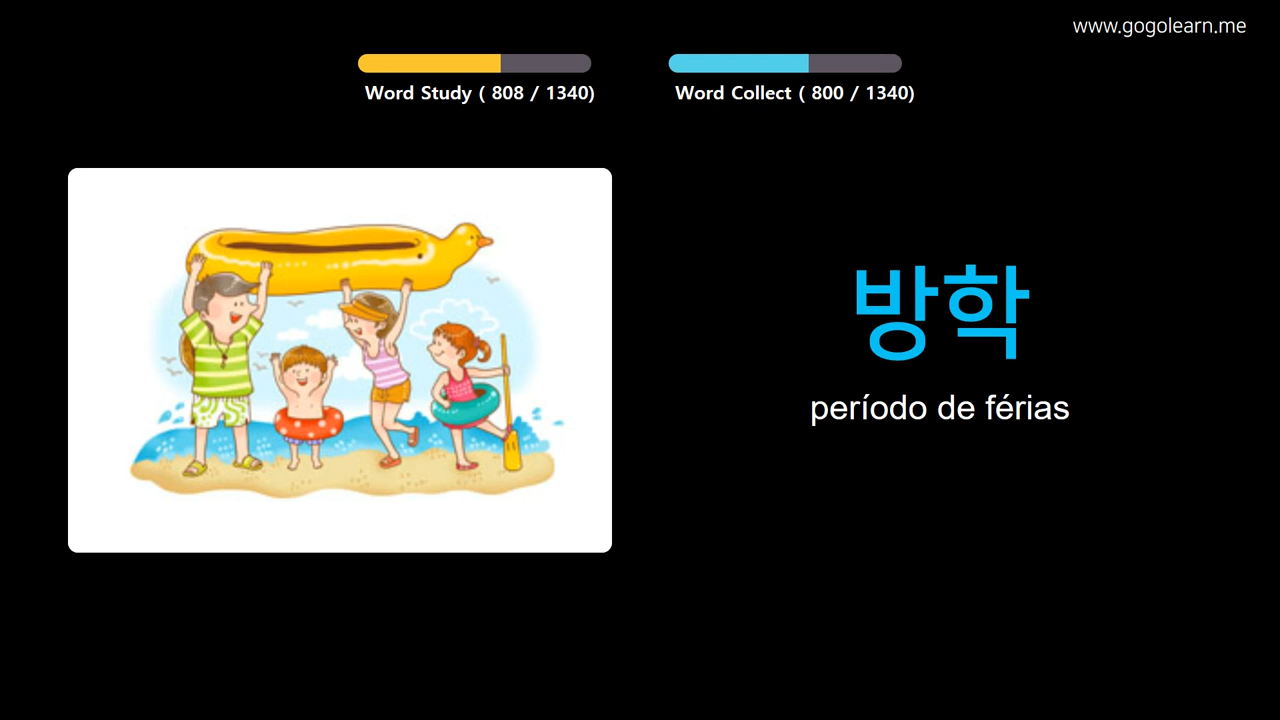 www.gogolearn.me
Word Study ( 808 / 1340)
Word Collect ( 800 / 1340)
방학
período de férias